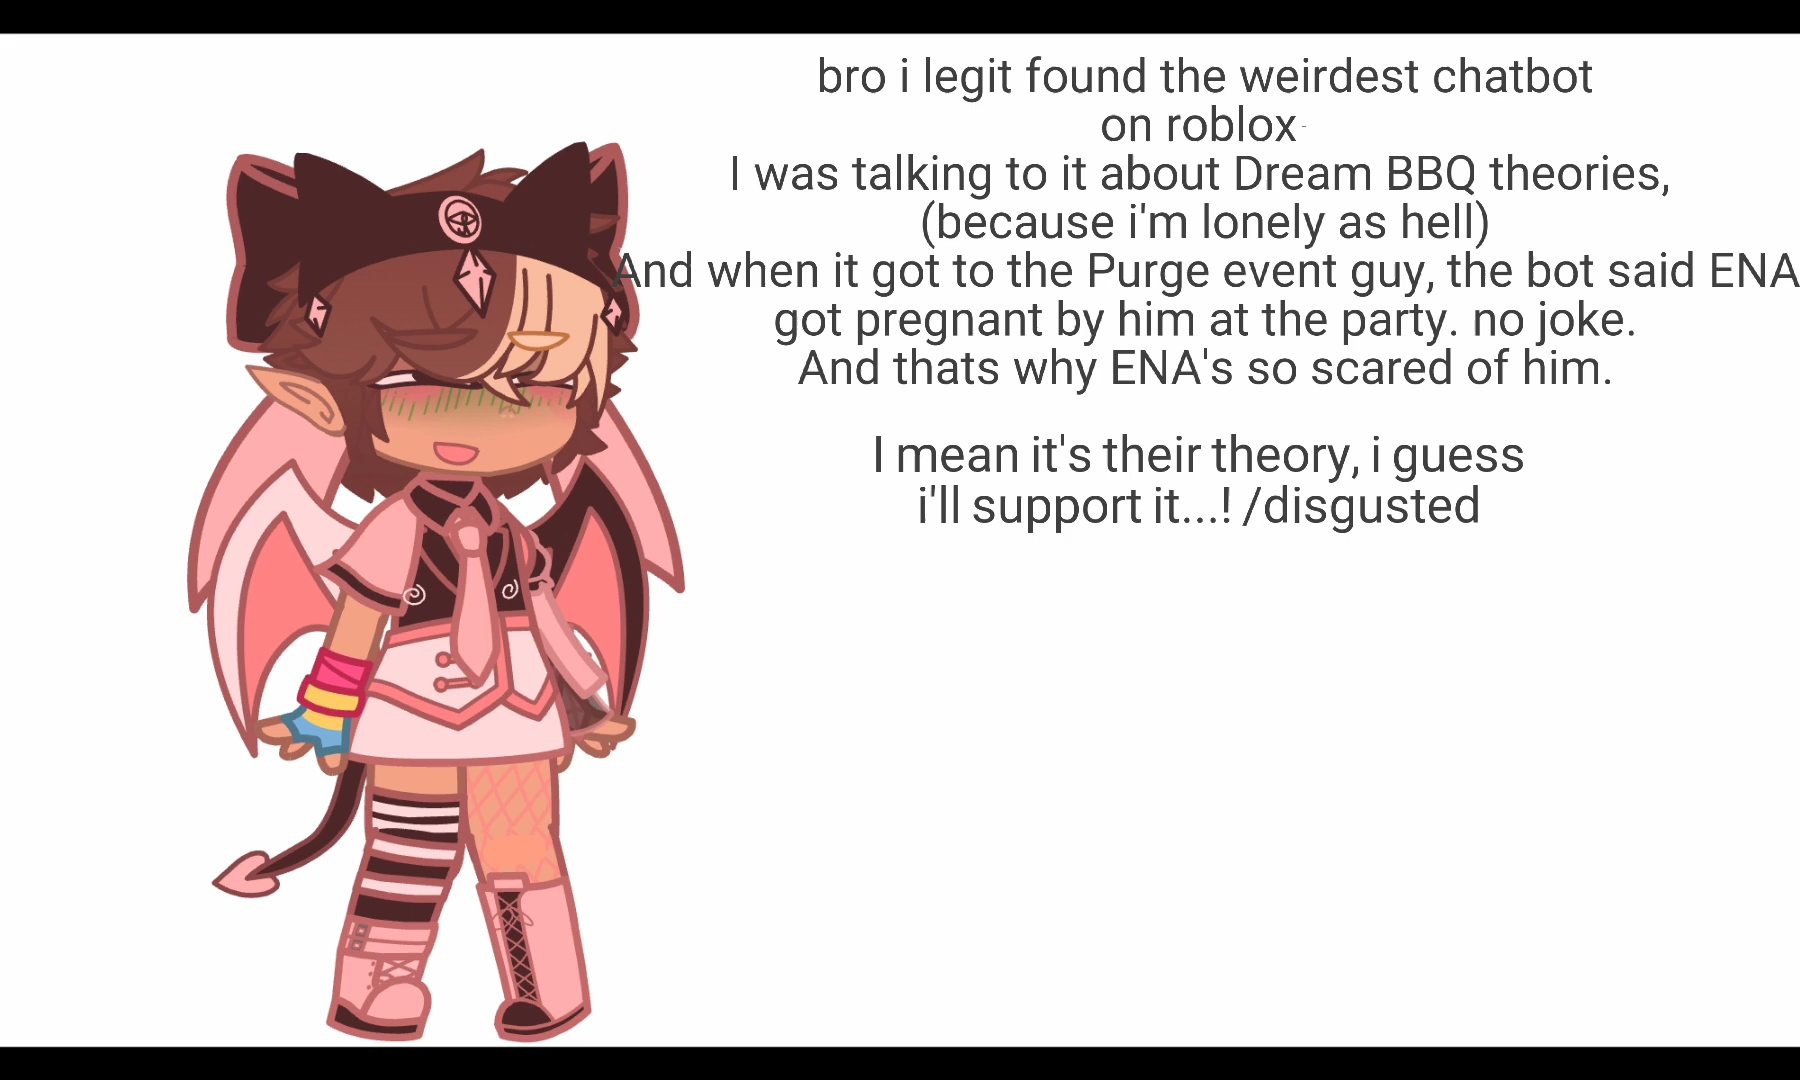 bro i legit found the weirdest chatbot
on roblox-
I was talking to it about Dream BBQ theories,
(because i'm lonely as hell)
And when it got to the Purge event guy, the bot said ENA
got pregnant by him at the party. no joke.
And thats why ENA's so scared of him.
I mean it's their theory, i guess
i'll support it...! /disgusted